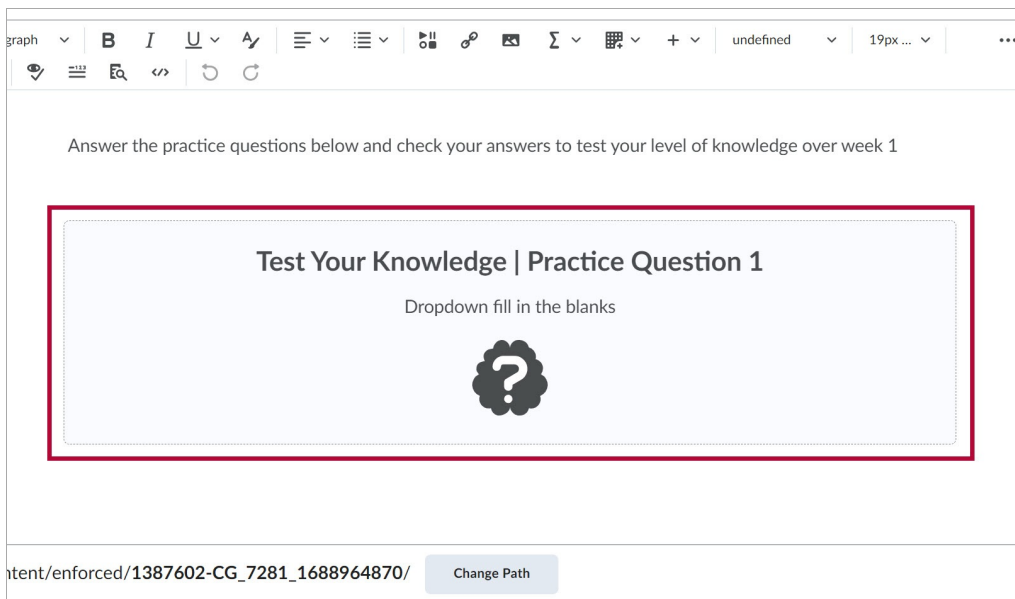 graph B I U A Σ + undefined 19px ... ...
123 </>
Answer the practice questions below and check your answers to test your level of knowledge over week 1
Test Your Knowledge | Practice Question 1
Dropdown fill in the blanks
?
ntent/enforced/1387602-CG_7281_1688964870/ Change Path